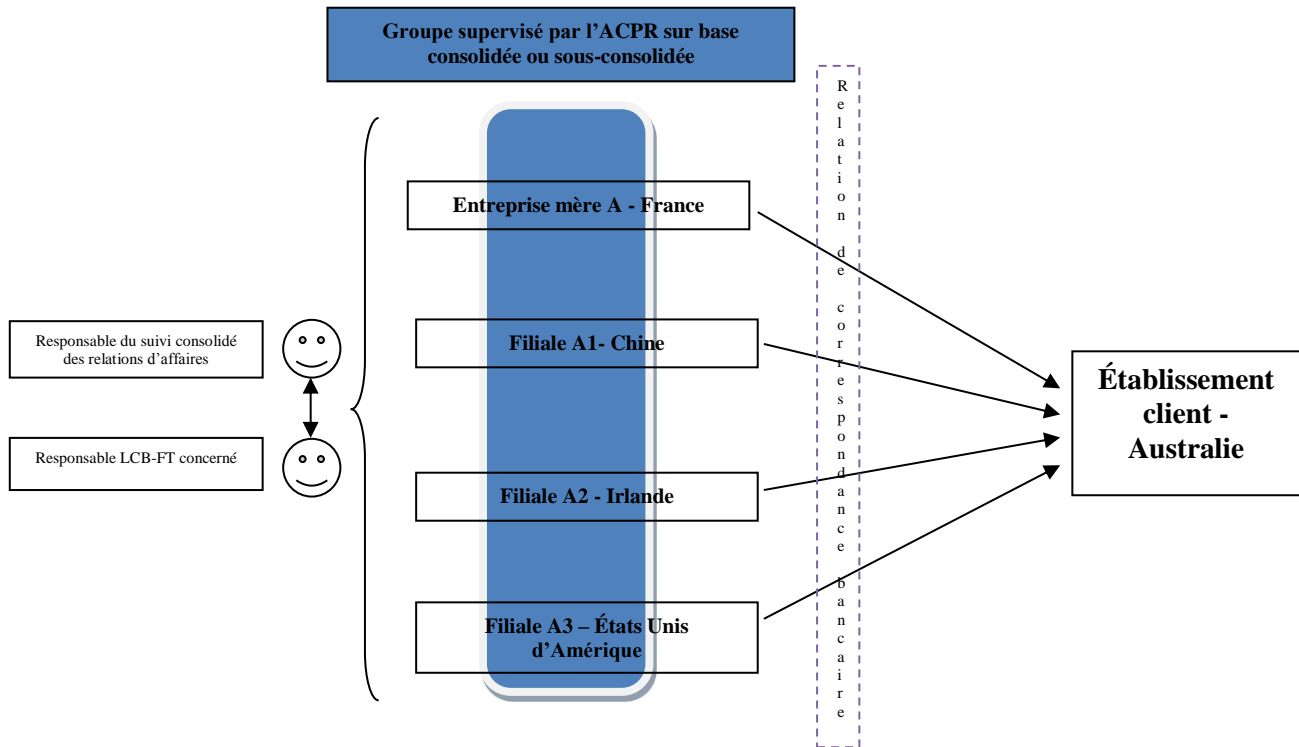 Groupe supervisé par l'ACPR sur base
consolidée ou sous-consolidée
Relation de correspondance bancaire
Entreprise mère A - France
Responsable du suivi consolidé
des relations d'affaires
Filiale A1- Chine
Établissement
client -
Australie
Responsable LCB-FT concerné
Filiale A2 - Irlande
Filiale A3 – États Unis
d'Amérique